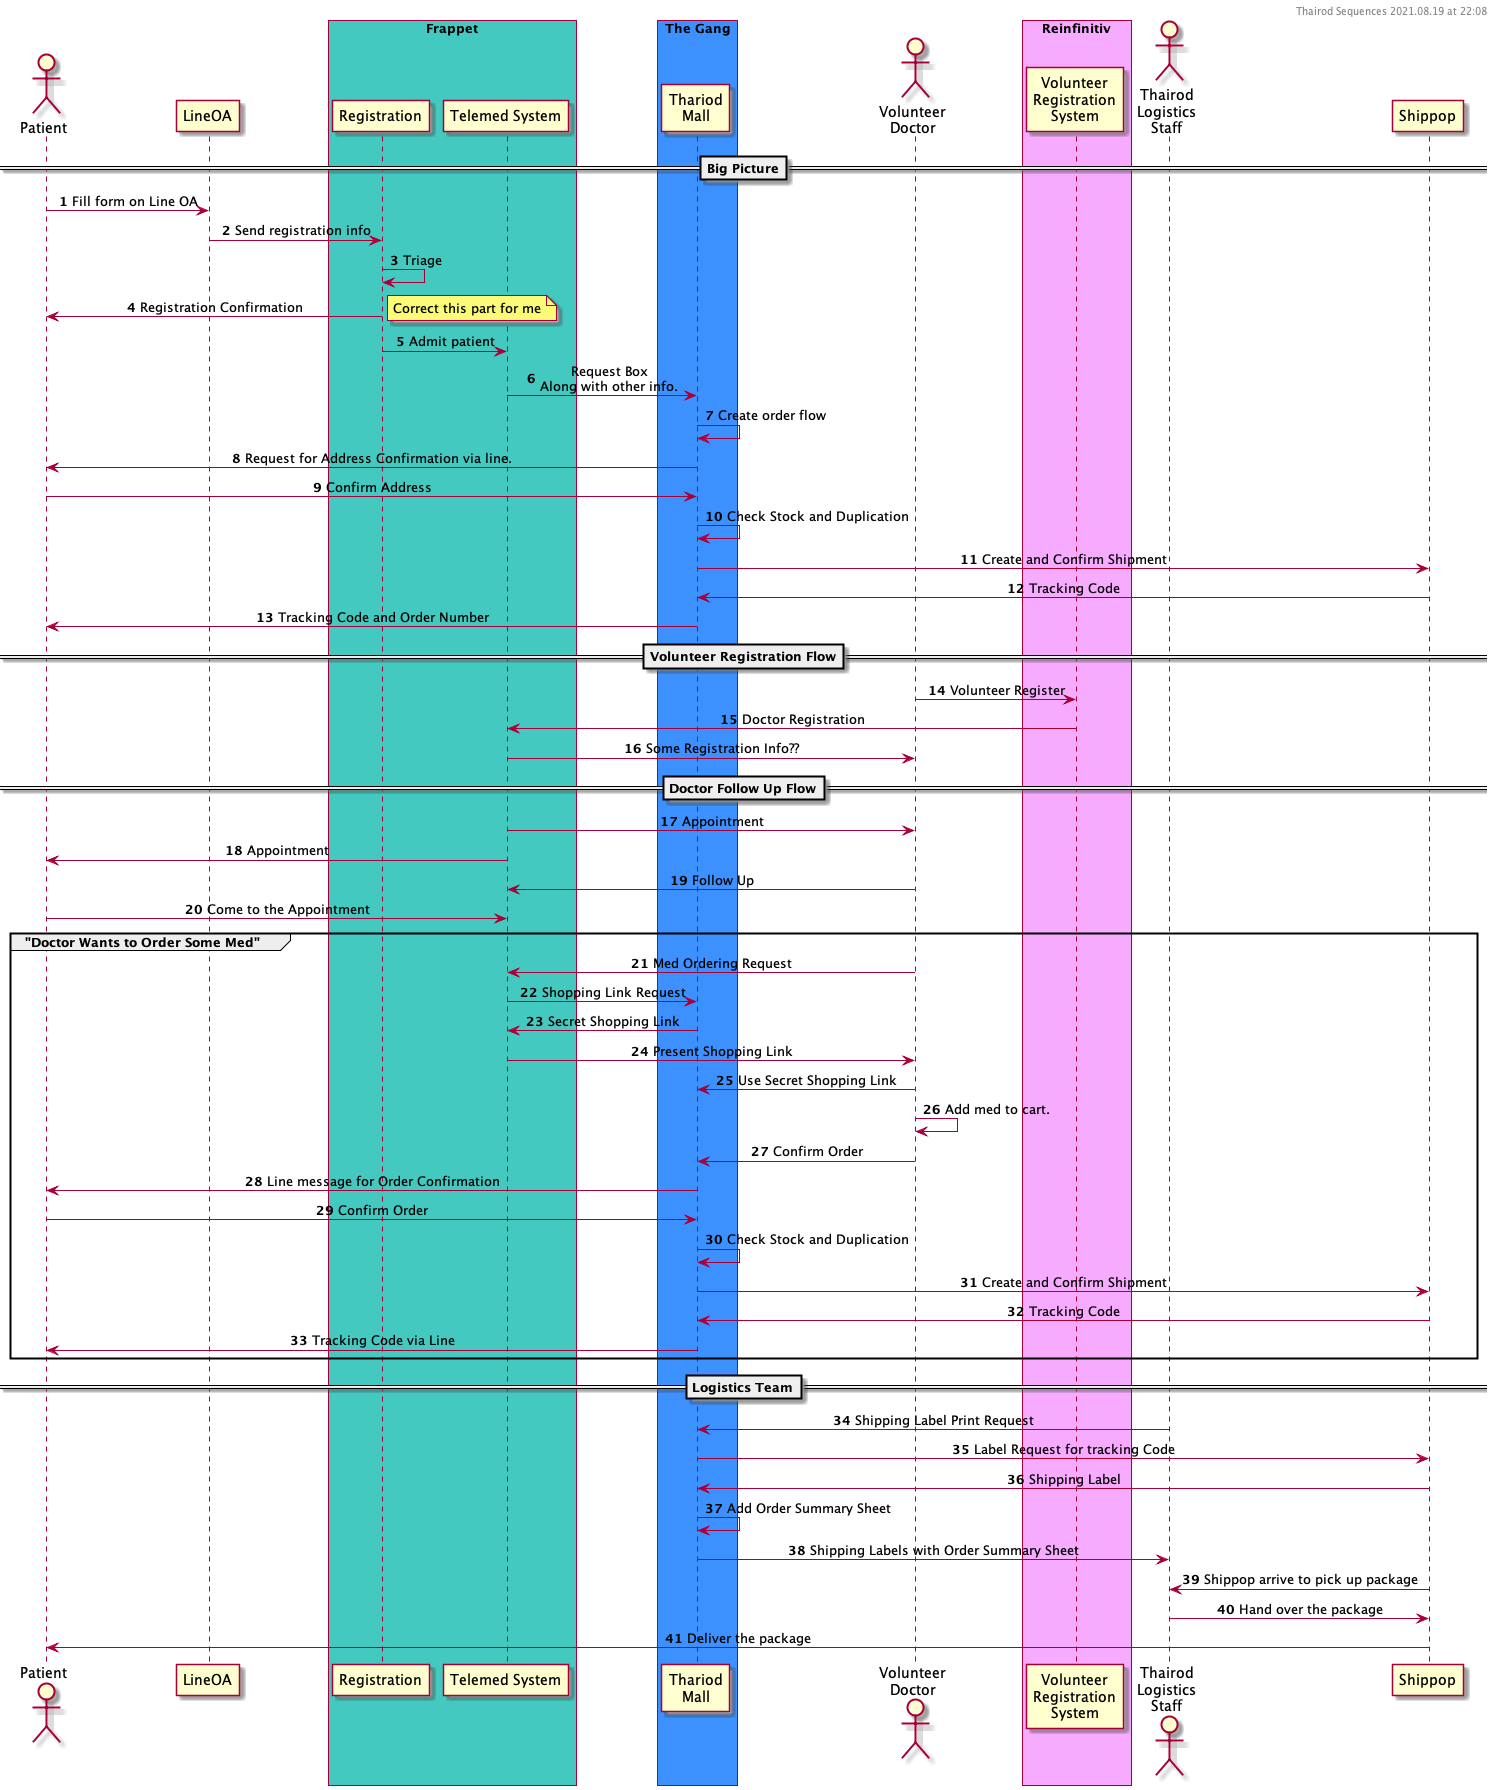 Thairod Sequences 2021.08.19 at 22:08
Frappet
The Gang
Reinfinitiv
Patient
LineOA
Registration
Telemed System
Thariod
Mall
Volunteer
Doctor
Volunteer
Registration
System
Thairod
Logistics
Staff
Shippop
Big Picture
1 Fill form on Line OA
2 Send registration info
3 Triage
4 Registration Confirmation
Correct this part for me
5 Admit patient
6 Request Box
Along with other info.
7 Create order flow
8 Request for Address Confirmation via line.
9 Confirm Address
10 Check Stock and Duplication
11 Create and Confirm Shipment
12 Tracking Code
13 Tracking Code and Order Number
Volunteer Registration Flow
14 Volunteer Register
15 Doctor Registration
16 Some Registration Info??
Doctor Follow Up Flow
17 Appointment
18 Appointment
19 Follow Up
20 Come to the Appointment
"Doctor Wants to Order Some Med"
21 Med Ordering Request
22 Shopping Link Request
23 Secret Shopping Link
24 Present Shopping Link
25 Use Secret Shopping Link
26 Add med to cart.
27 Confirm Order
28 Line message for Order Confirmation
29 Confirm Order
30 Check Stock and Duplication
31 Create and Confirm Shipment
32 Tracking Code
33 Tracking Code via Line
Logistics Team
34 Shipping Label Print Request
35 Label Request for tracking Code
36 Shipping Label
37 Add Order Summary Sheet
38 Shipping Labels with Order Summary Sheet
39 Shippop arrive to pick up package
40 Hand over the package
41 Deliver the package
Patient
LineOA
Registration
Telemed System
Thariod
Mall
Volunteer
Doctor
Volunteer
Registration
System
Thairod
Logistics
Staff
Shippop